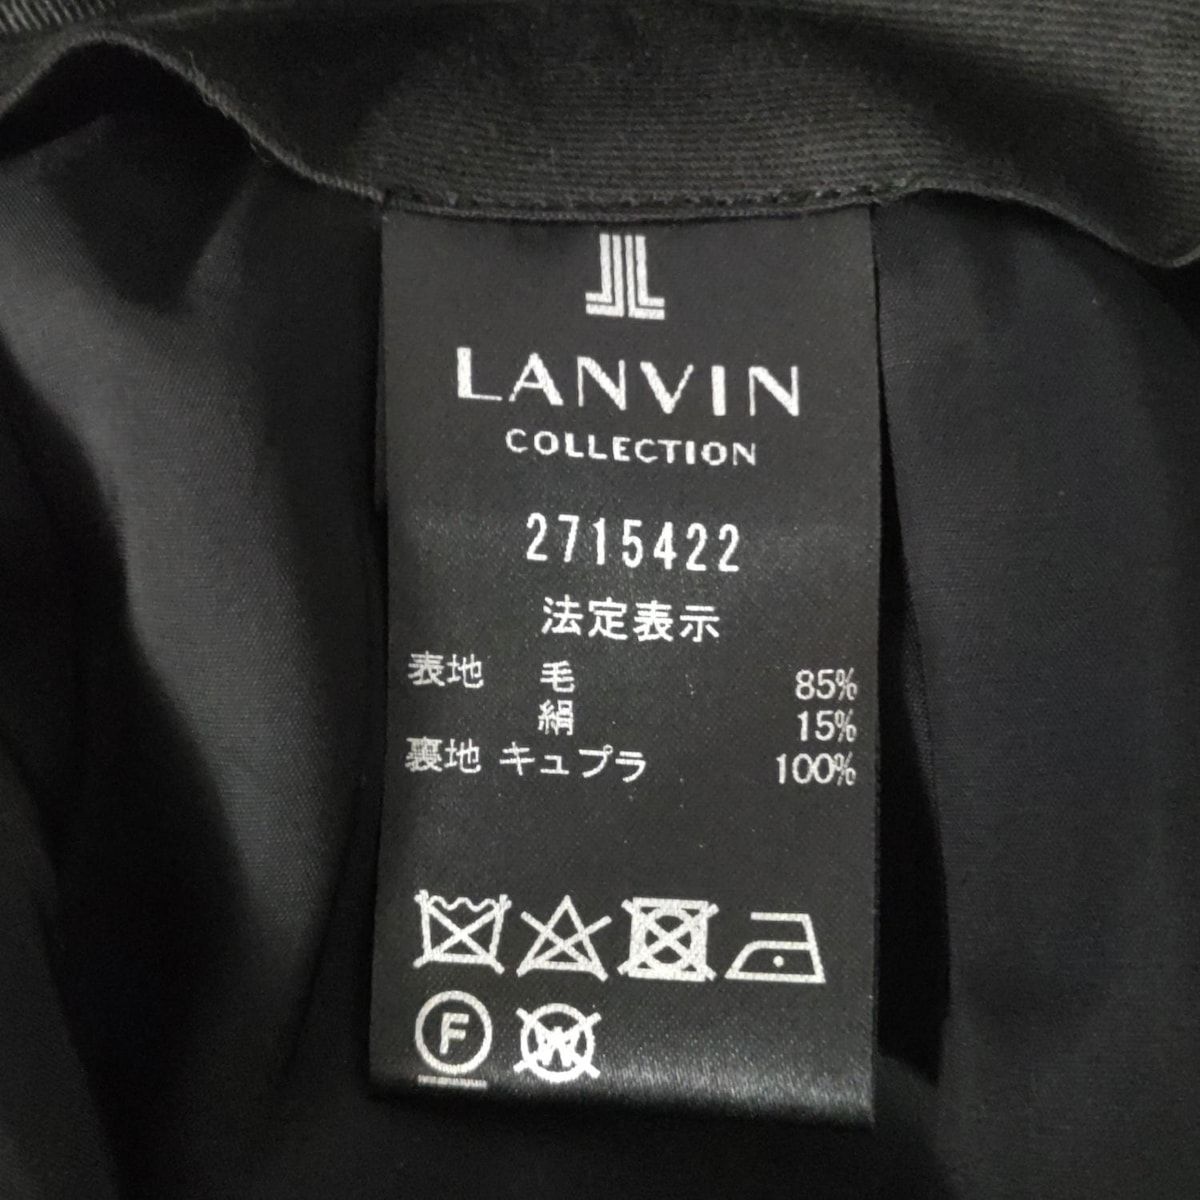 LANVIN
COLLECTION
2715422
法定表示
表地 毛 85%
絹 15%
裏地 キュプラ 100%
F
W